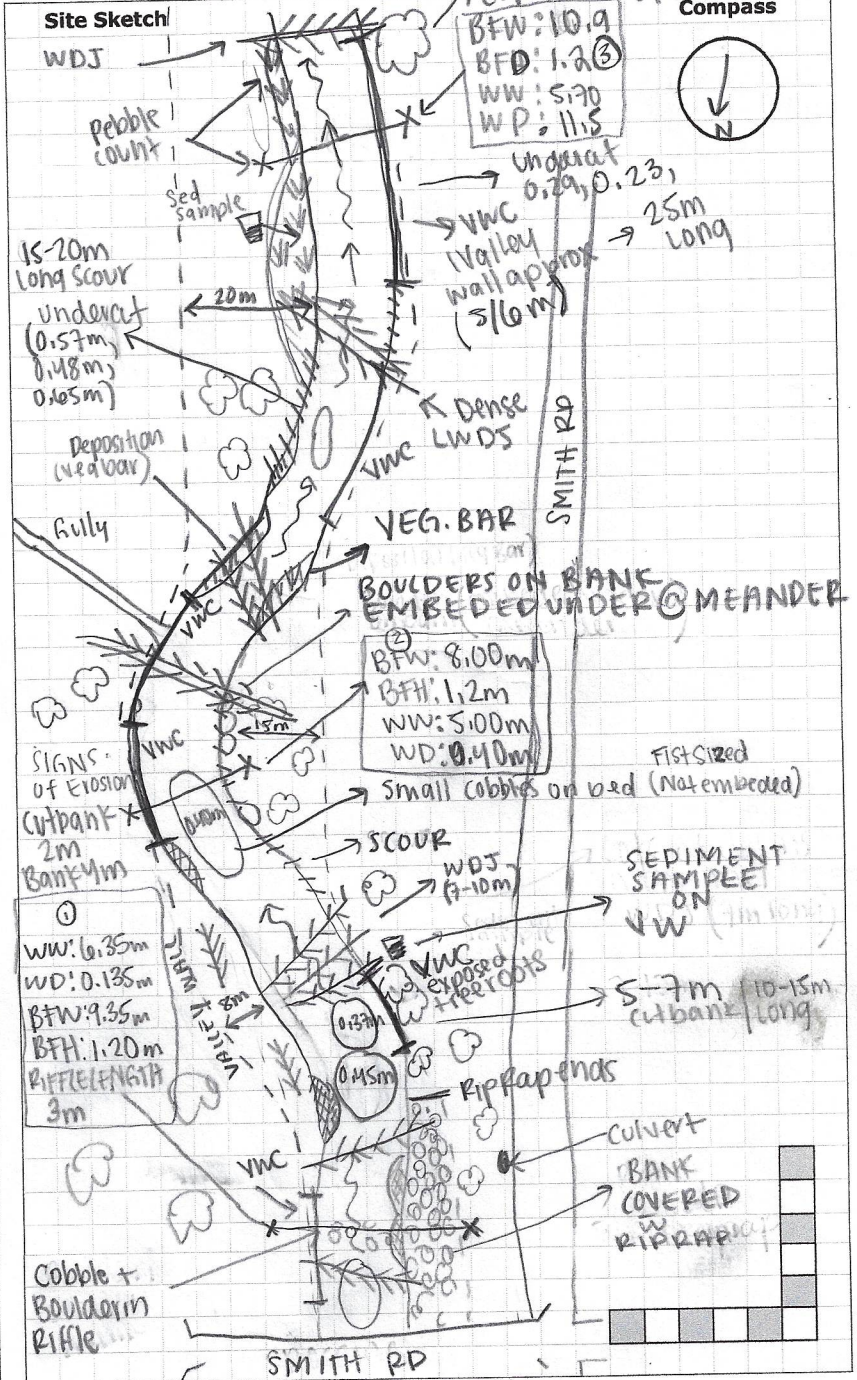 Site Sketch
Compass
N
WDJ
BFW: 10.9
BFD: 1.2 ③
WW: 5.70
WP: 11.5
Pebble
count
undercut
0.29, 0.23,
Sed
sample
VWC
(Valley
wall approx
(5/6m)
25m
long
15-20m
Long Scour
undercut
(0.57m,
0.48m,
0.65m)
20m
Dense
LWDS
VWC
SMITH RD
Deposition
(veg bar)
Gully
VEG. BAR
BOULDERS ON BANK
EMBEDED UNDER @ MEANDER
VWC
②
BFW: 8.00m
BFH: 1.2m
WW: 5.00m
WD: 0.40m
15m
VWC
SIGNS
of Erosion
Cutbank
2m
Bank 4m
0.40m
Fist Sized
Small cobbles on bed (Not embeded)
SCOUR
WDJ
(7-10m)
SEDIMENT
SAMPLE
ON
VW
①
WW: 6.35m
WD: 0.135m
BFW: 9.35m
BFH: 1.20m
RIFFLE LENGTH
3m
VALLEY WALL
8m
VWC
exposed
tree roots
0.37m
5-7m / 10-15m
cutbank / Long
0.45m
RipRap ends
VWC
Culvert
BANK
COVERED
W
RIPRAP
Cobble +
Boulder in
Riffle
SMITH RD